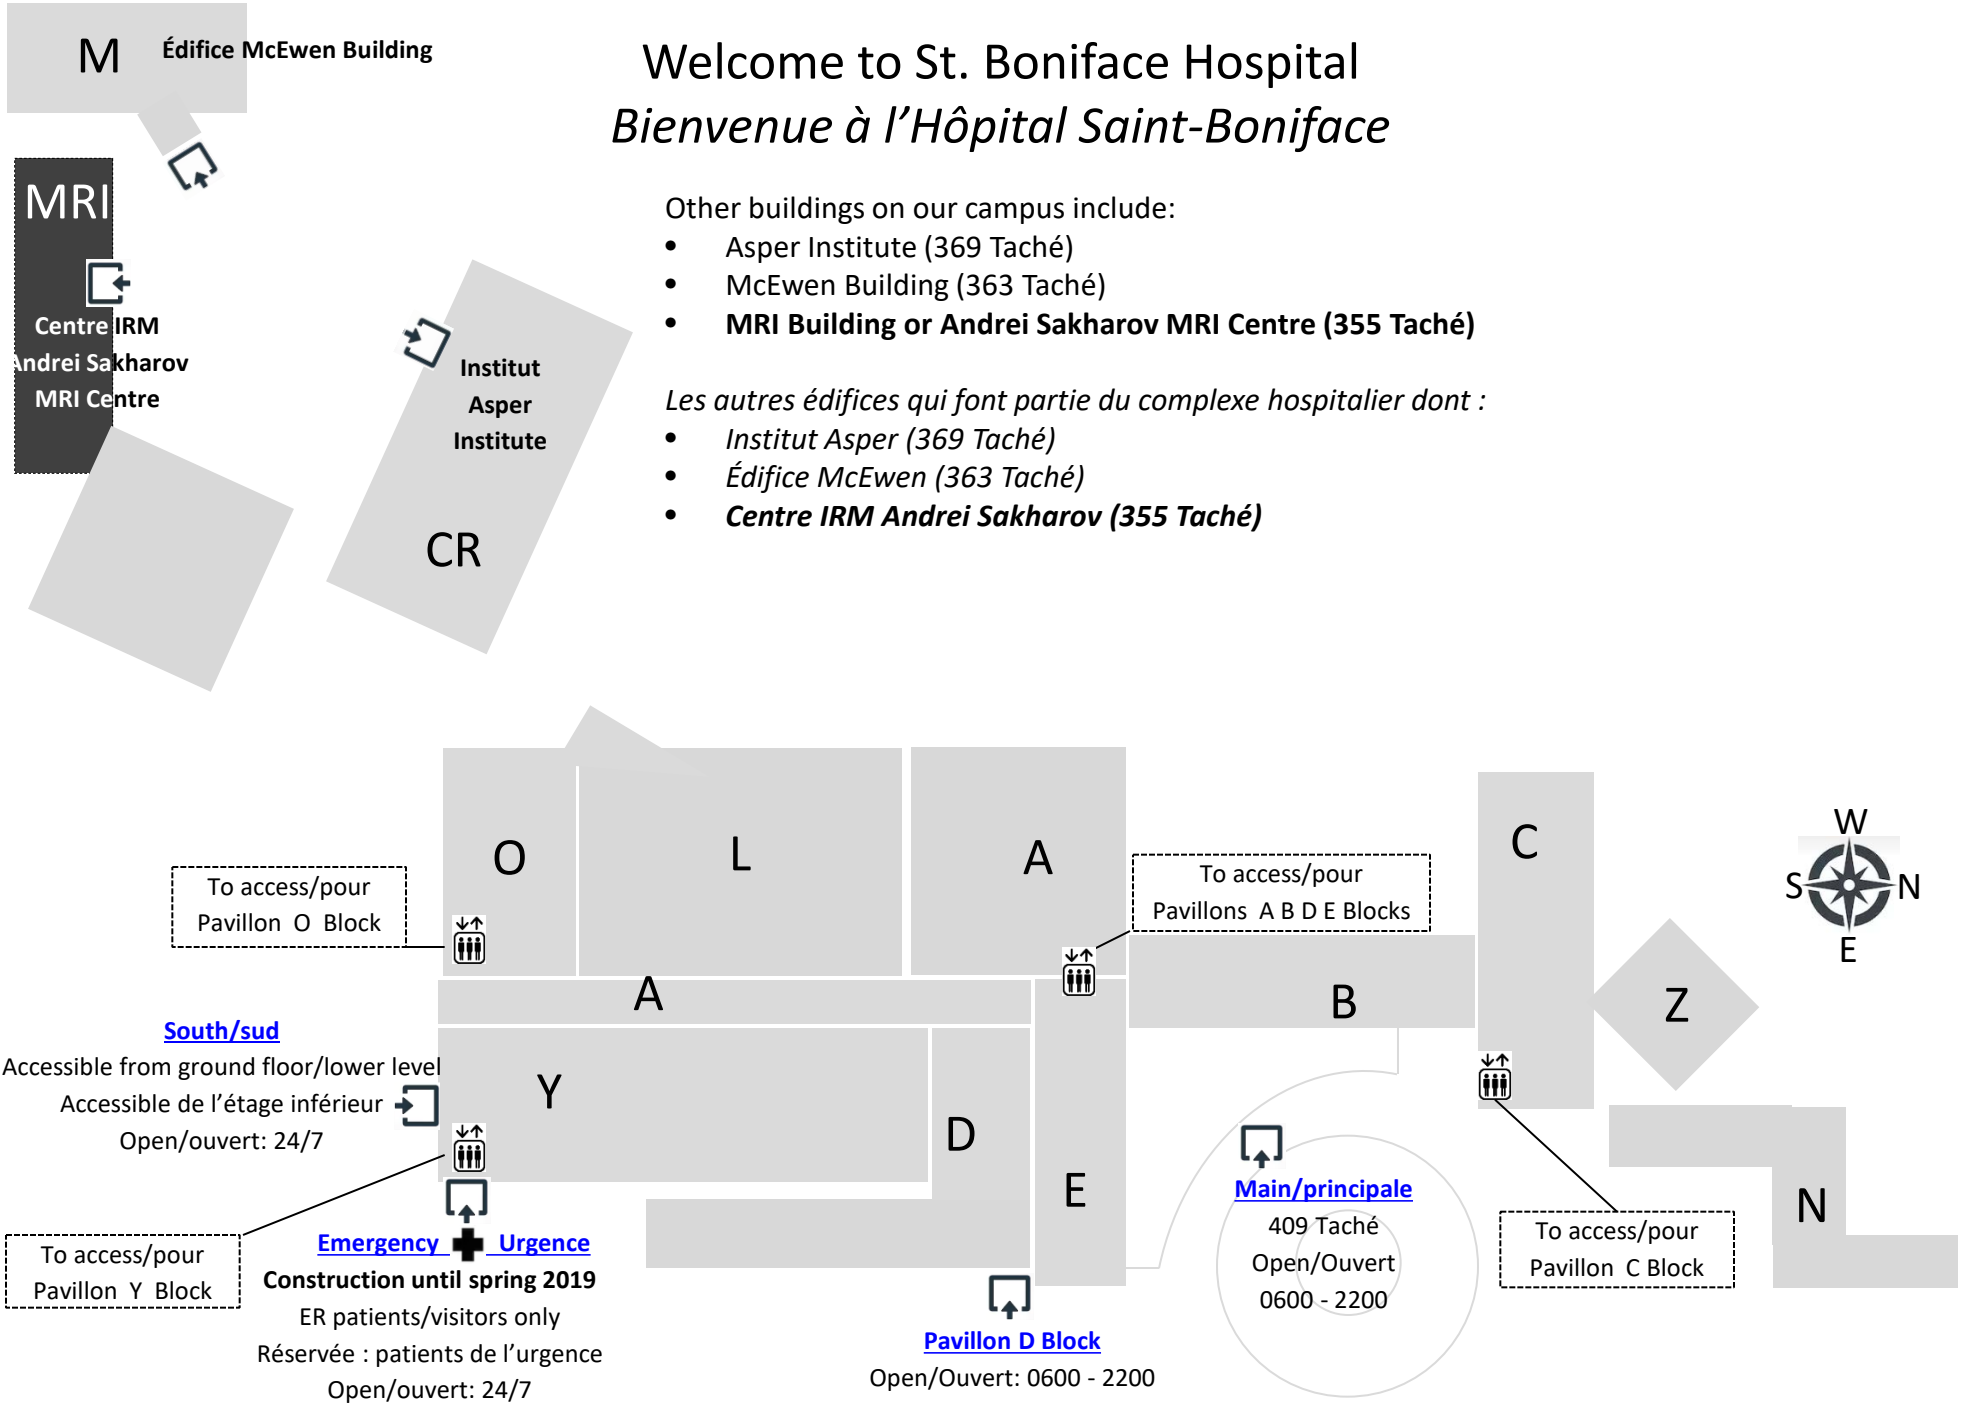 M
Édifice McEwen Building
Welcome to St. Boniface Hospital
Bienvenue à l'Hôpital Saint-Boniface
MRI
Centre IRM
Andrei Sakharov
MRI Centre
Institut
Asper
Institute
CR
Other buildings on our campus include:
• Asper Institute (369 Taché)
• McEwen Building (363 Taché)
• MRI Building or Andrei Sakharov MRI Centre (355 Taché)
Les autres édifices qui font partie du complexe hospitalier dont :
• Institut Asper (369 Taché)
• Édifice McEwen (363 Taché)
• Centre IRM Andrei Sakharov (355 Taché)
O
L
A
C
W
S
N
E
To access/pour
Pavillon O Block
To access/pour
Pavillons A B D E Blocks
A
B
Z
South/sud
Accessible from ground floor/lower level
Accessible de l'étage inférieur
Open/ouvert: 24/7
Y
D
E
N
Main/principale
409 Taché
Open/Ouvert
0600 - 2200
To access/pour
Pavillon C Block
To access/pour
Pavillon Y Block
Emergency Urgence
Construction until spring 2019
ER patients/visitors only
Réservée : patients de l'urgence
Open/ouvert: 24/7
Pavillon D Block
Open/Ouvert: 0600 - 2200